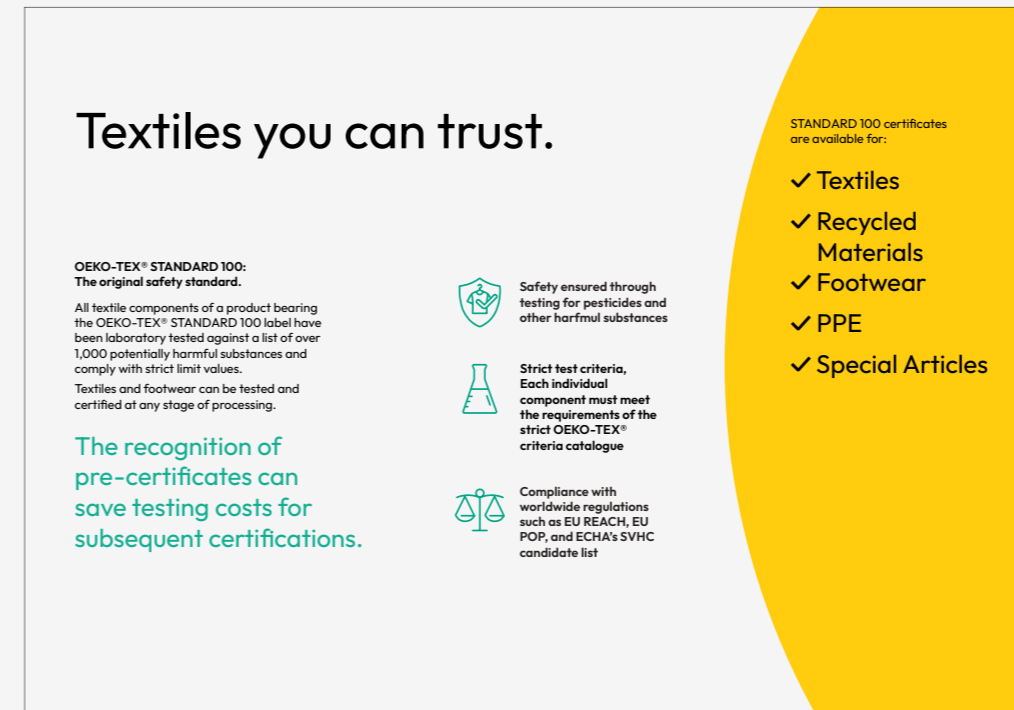 Textiles you can trust.
OEKO-TEX® STANDARD 100:
The original safety standard.
All textile components of a product bearing
the OEKO-TEX® STANDARD 100 label have
been laboratory tested against a list of over
1,000 potentially harmful substances and
comply with strict limit values.
Textiles and footwear can be tested and
certified at any stage of processing.
The recognition of
pre-certificates can
save testing costs for
subsequent certifications.
Safety ensured through
testing for pesticides and
other harfmul substances
Strict test criteria,
Each individual
component must meet
the requirements of the
strict OEKO-TEX®
criteria catalogue
Compliance with
worldwide regulations
such as EU REACH, EU
POP, and ECHA's SVHC
candidate list
STANDARD 100 certificates
are available for:
Textiles
Recycled
Materials
Footwear
PPE
Special Articles